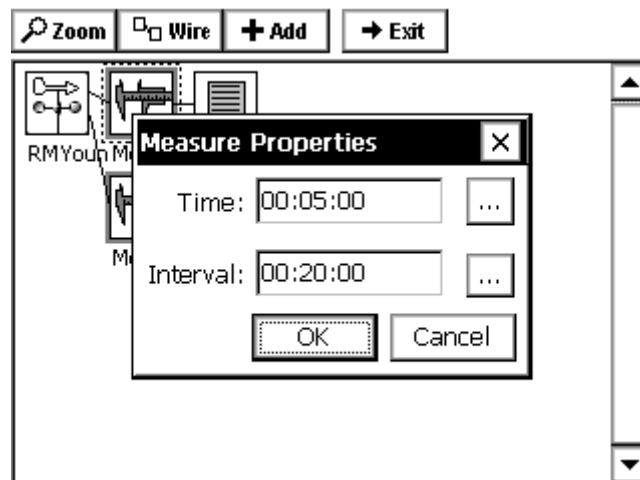 Zoom Wire Add Exit
RMYoun M
Measure Properties
Time: 00:05:00 ...
M
Interval: 00:20:00 ...
OK Cancel